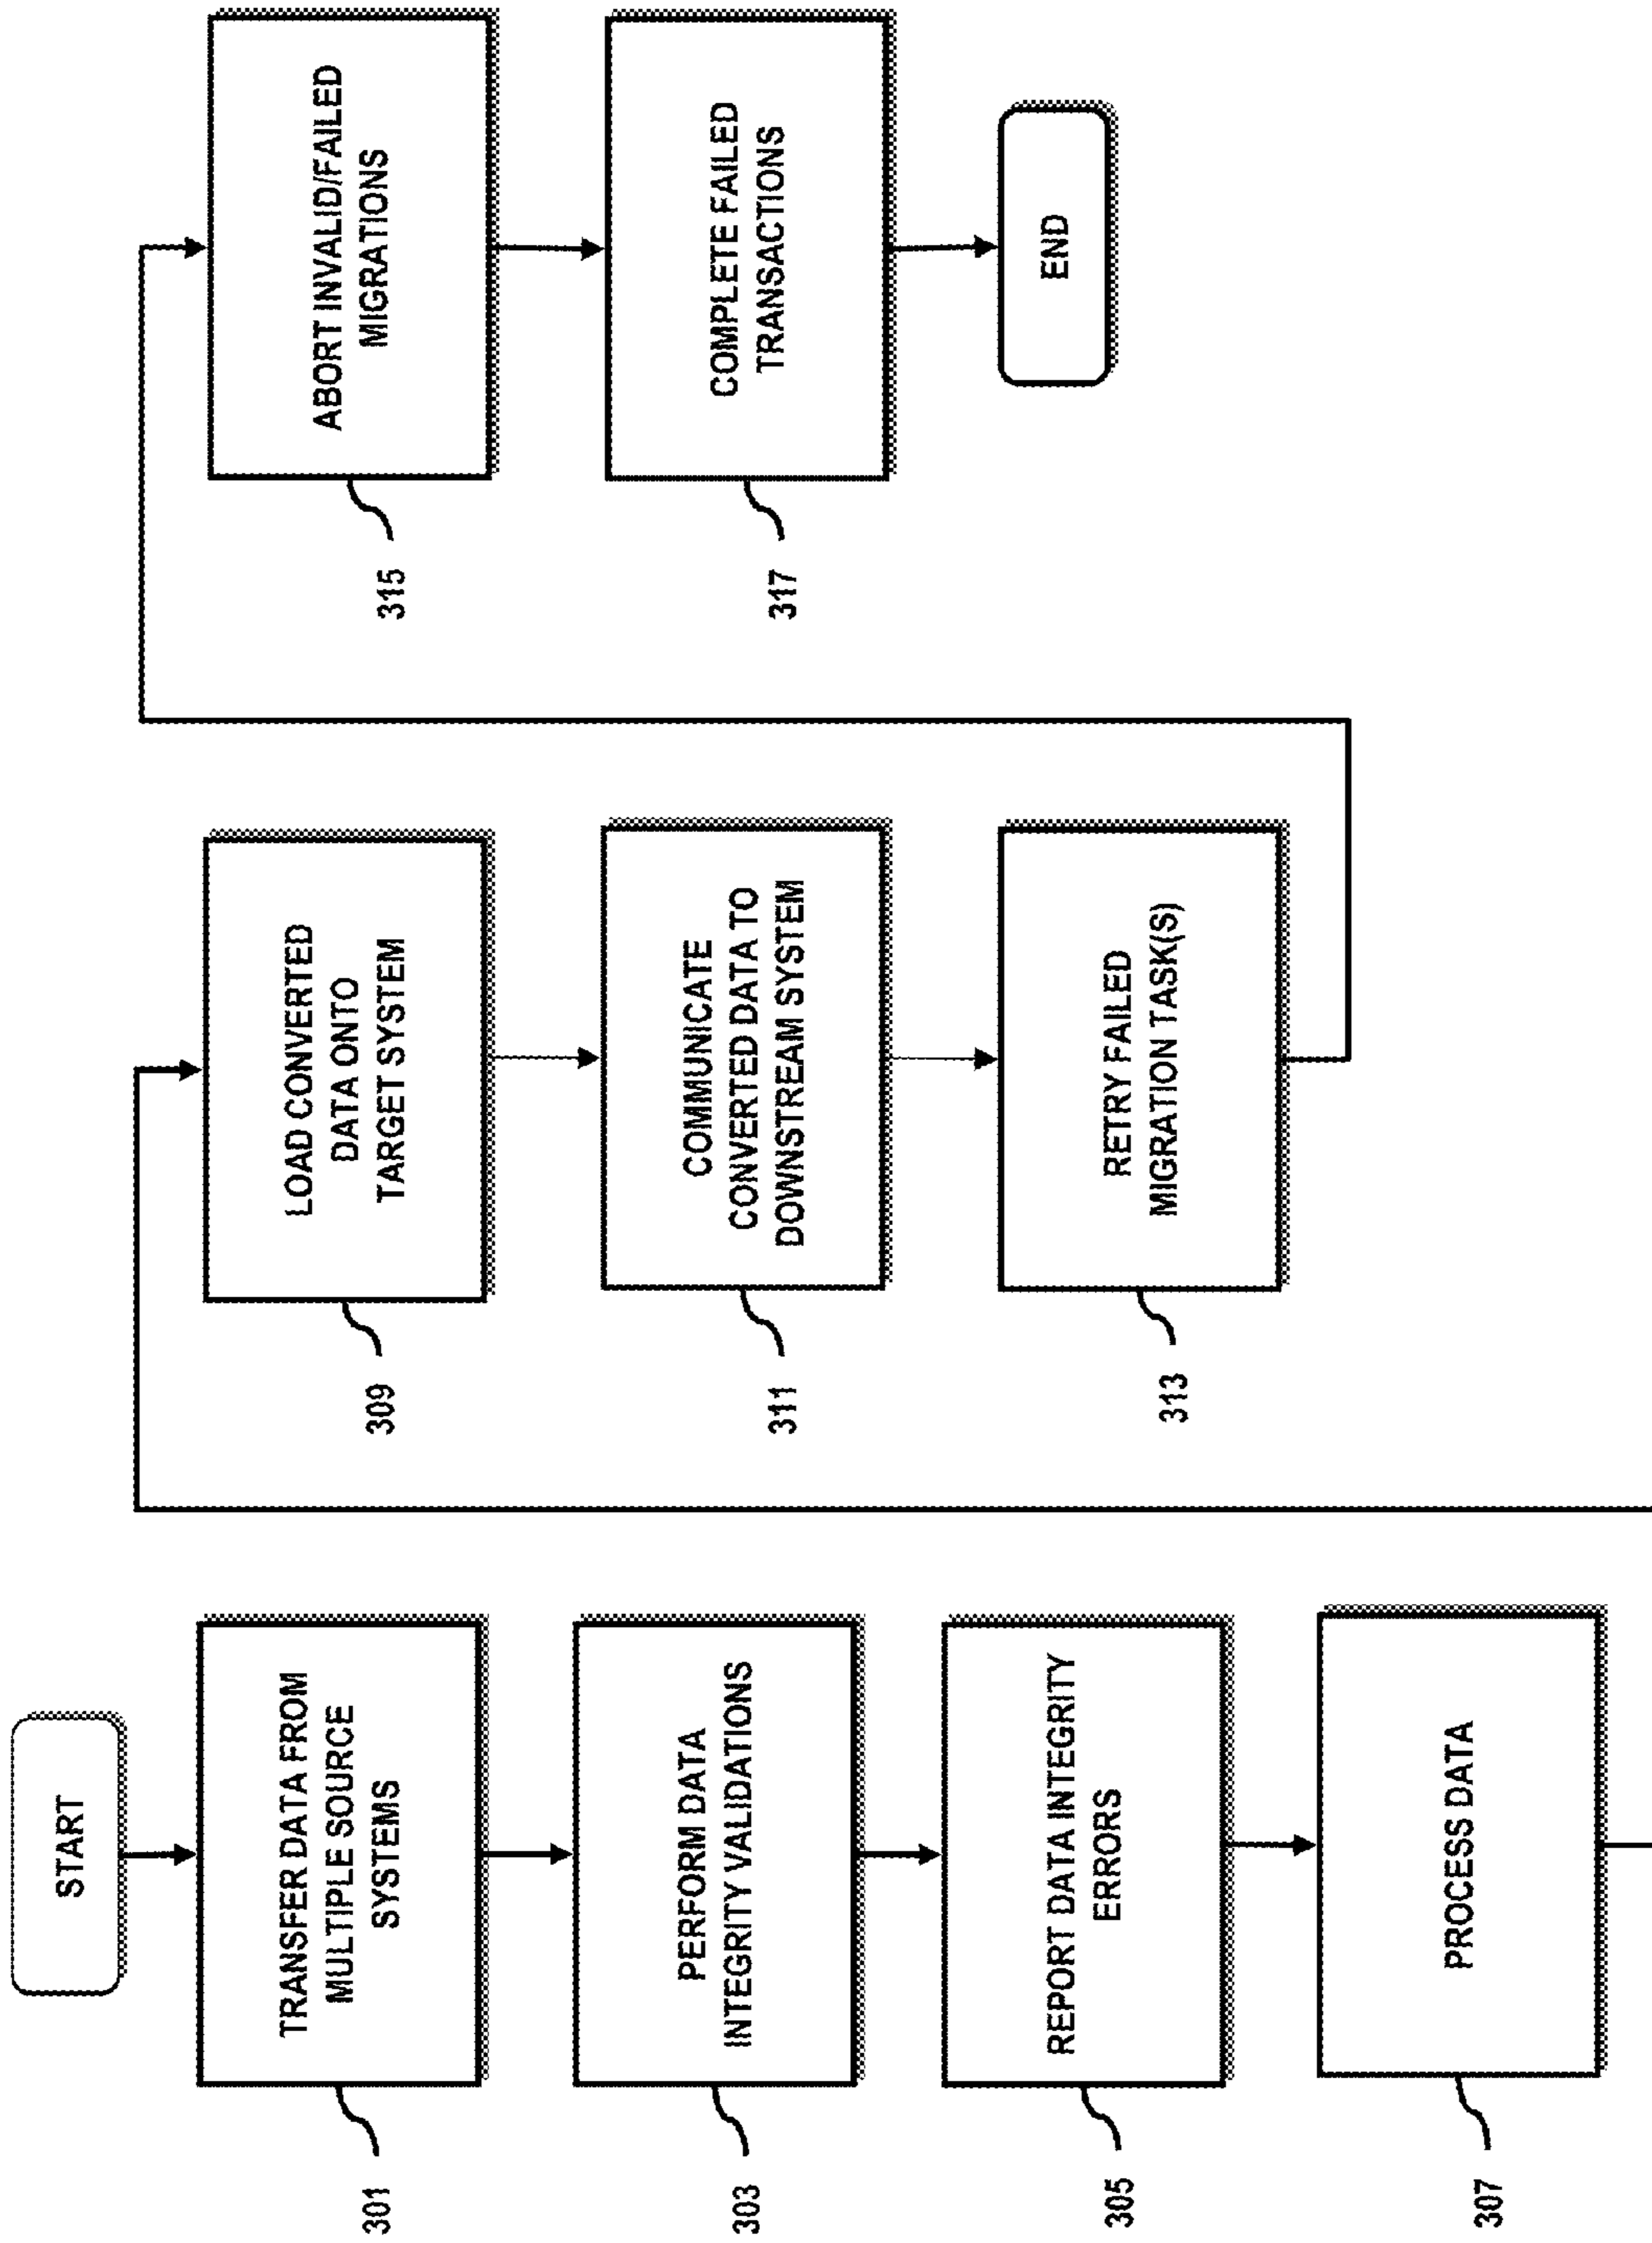 START
TRANSFER DATA FROM
MULTIPLE SOURCE
SYSTEMS
301
PERFORM DATA
INTEGRITY VALIDATIONS
303
REPORT DATA INTEGRITY
ERRORS
305
PROCESS DATA
307
LOAD CONVERTED
DATA ONTO
TARGET SYSTEM
309
COMMUNICATE
CONVERTED DATA TO
DOWNSTREAM SYSTEM
311
RETRY FAILED
MIGRATION TASK(S)
313
ABORT INVALID/FAILED
MIGRATIONS
315
COMPLETE FAILED
TRANSACTIONS
317
END